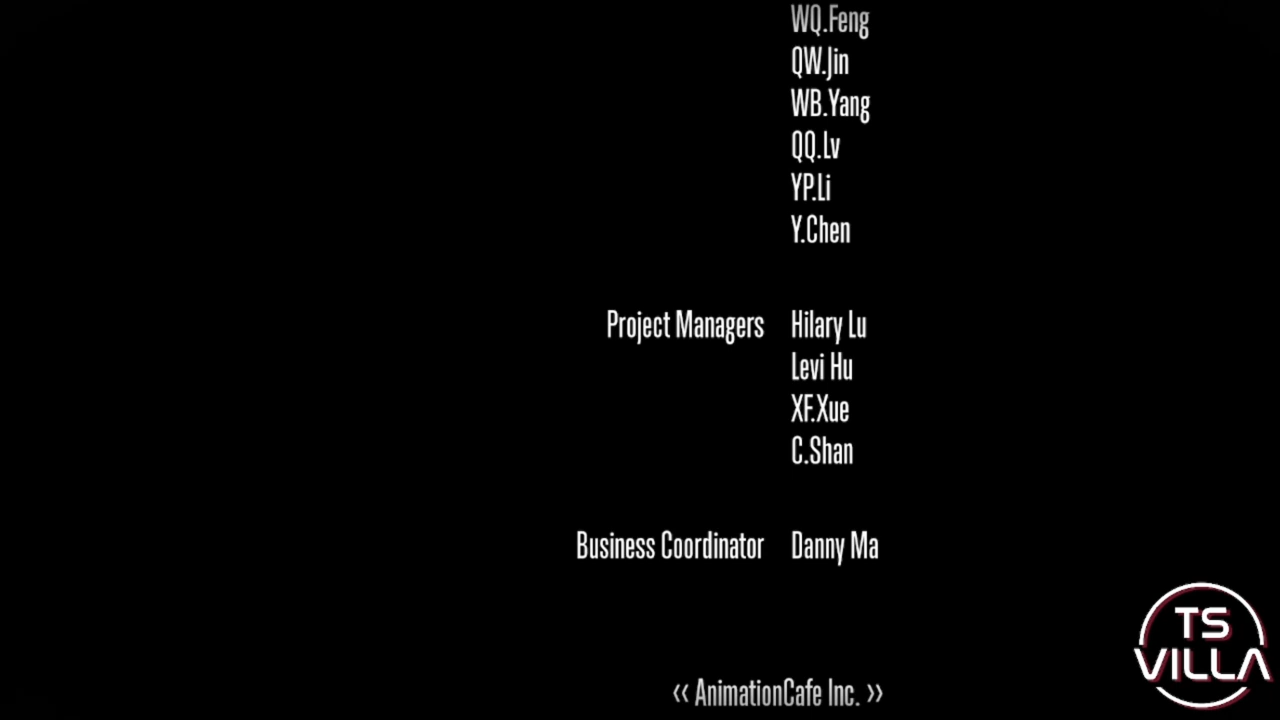 WQ.Feng
QW.Jin
WB.Yang
QQ.Lv
YP.Li
Y.Chen
Project Managers Hilary Lu
Levi Hu
XF.Xue
C.Shan
Business Coordinator Danny Ma
TS
VILLA
<< AnimationCafe Inc. >>